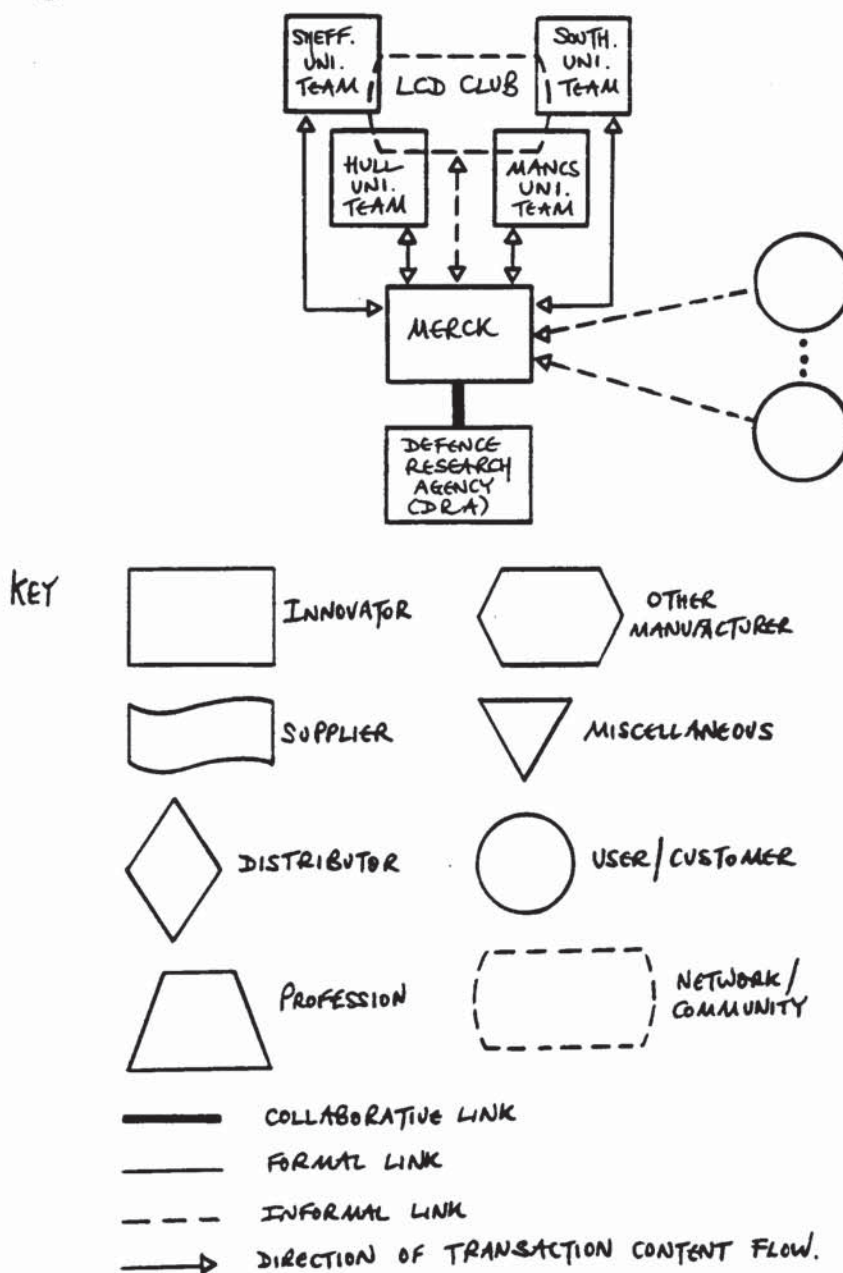 SHEFF.
UNI.
TEAM
LCD CLUB
SOUTH.
UNI.
TEAM
HULL
UNI.
TEAM
MANCS
UNI.
TEAM
MERCK
DEFENCE
RESEARCH
AGENCY
(DRA)
KEY
INNOVATOR
OTHER
MANUFACTURER
SUPPLIER
MISCELLANEOUS
DISTRIBUTOR
USER/CUSTOMER
PROFESSION
NETWORK/
COMMUNITY
COLLABORATIVE LINK
FORMAL LINK
INFORMAL LINK
DIRECTION OF TRANSACTION CONTENT FLOW.